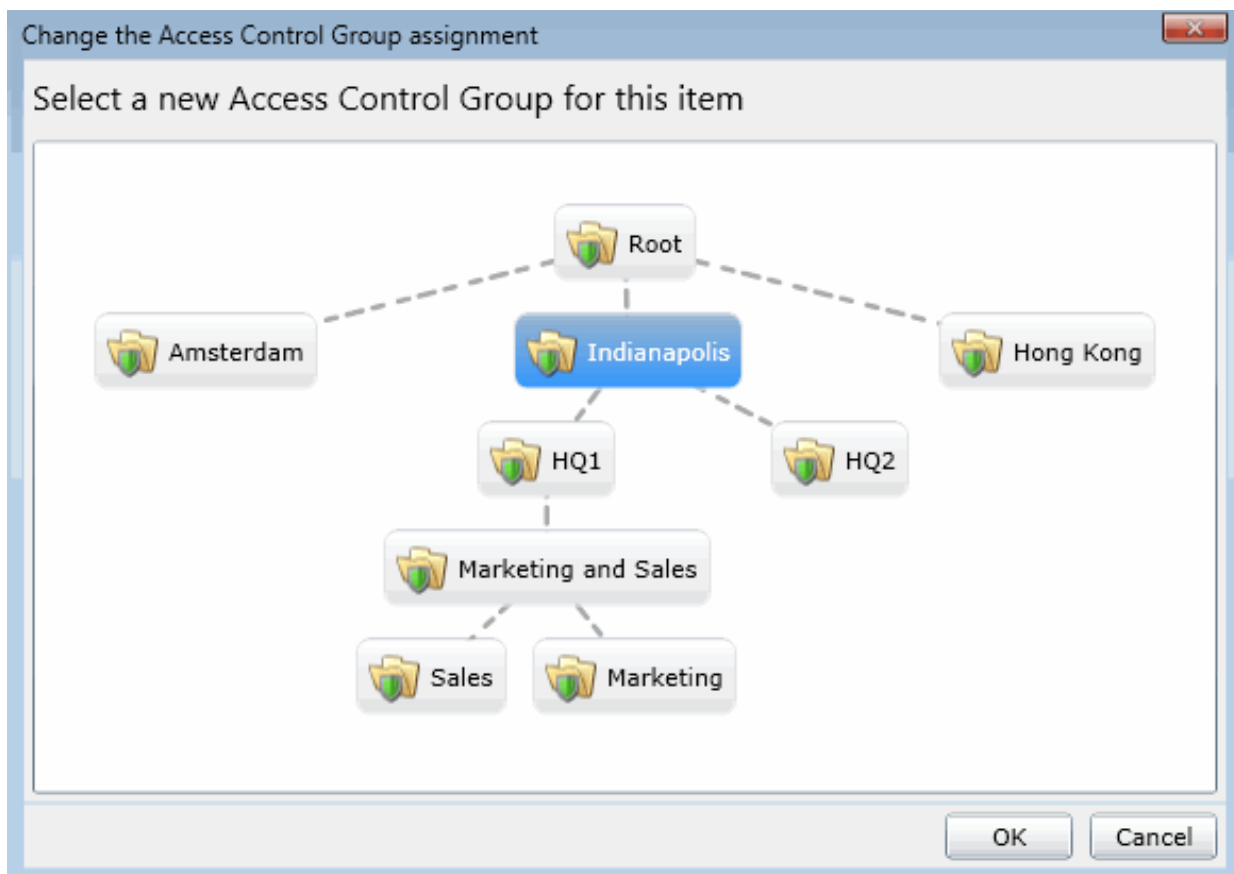 Change the Access Control Group assignment
Select a new Access Control Group for this item
Root
Amsterdam
Indianapolis
Hong Kong
HQ1
HQ2
Marketing and Sales
Sales
Marketing
OK
Cancel